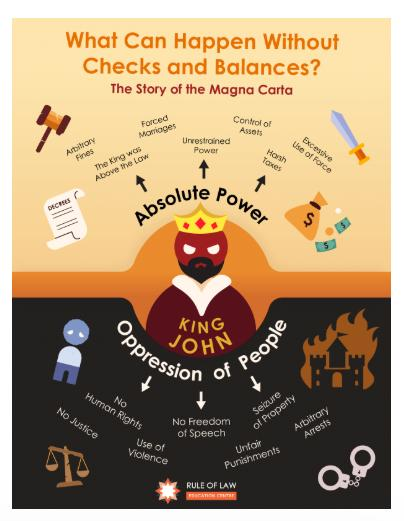 What Can Happen Without
Checks and Balances?
The Story of the Magna Carta
Arbitrary
Fines
The King was
Above the Law
Forced
Marriages
Unrestrained
Power
Control of
Assets
Harsh
Taxes
Excessive
Use of Force
DECREES
Absolute Power
$
$
$
KING
JOHN
Oppression of People
No
Human Rights
No Justice
Use of
Violence
No Freedom
of Speech
Seizure
of Property
Unfair
Punishments
Arbitrary
Arrests
RULE OF LAW
EDUCATION CENTRE